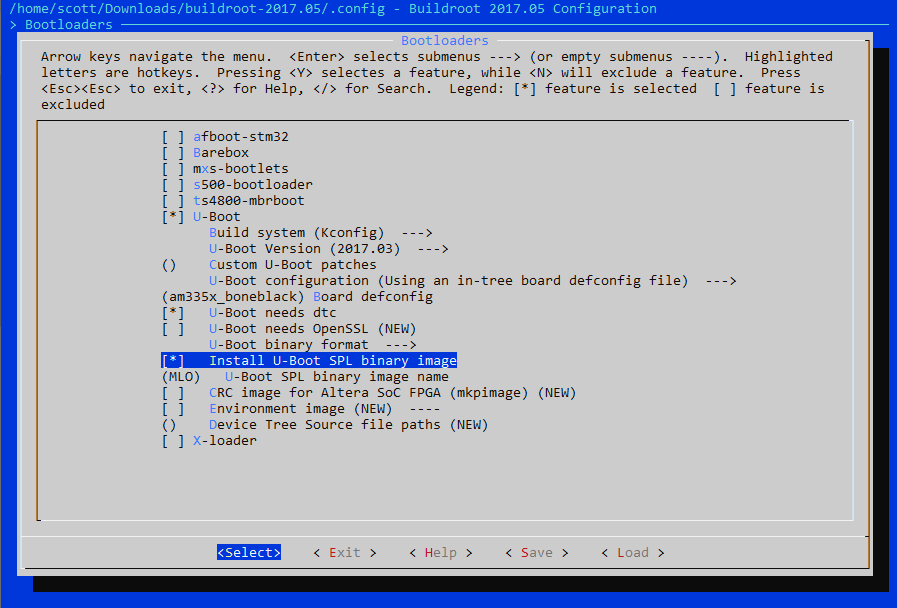 /home/scott/Downloads/buildroot-2017.05/.config - Buildroot 2017.05 Configuration
> Bootloaders
Bootloaders
Arrow keys navigate the menu.  <Enter> selects submenus ---> (or empty submenus ----).  Highlighted
letters are hotkeys.  Pressing <Y> selectes a feature, while <N> will exclude a feature.  Press
<Esc><Esc> to exit, <?> for Help, </> for Search.  Legend: [*] feature is selected  [ ] feature is
excluded
[ ] afboot-stm32
[ ] Barebox
[ ] mxs-bootlets
[ ] s500-bootloader
[ ] ts4800-mbrboot
[*] U-Boot
Build system (Kconfig)  --->
U-Boot Version (2017.03)  --->
()    Custom U-Boot patches
U-Boot configuration (Using an in-tree board defconfig file)  --->
(am335x_boneblack) Board defconfig
[*]   U-Boot needs dtc
[ ]   U-Boot needs OpenSSL (NEW)
U-Boot binary format  --->
[*]   Install U-Boot SPL binary image
(MLO)   U-Boot SPL binary image name
[ ]   CRC image for Altera SoC FPGA (mkpimage) (NEW)
[ ]   Environment image (NEW)  ----
()    Device Tree Source file paths (NEW)
[ ] X-loader
<Select>    < Exit >    < Help >    < Save >    < Load >